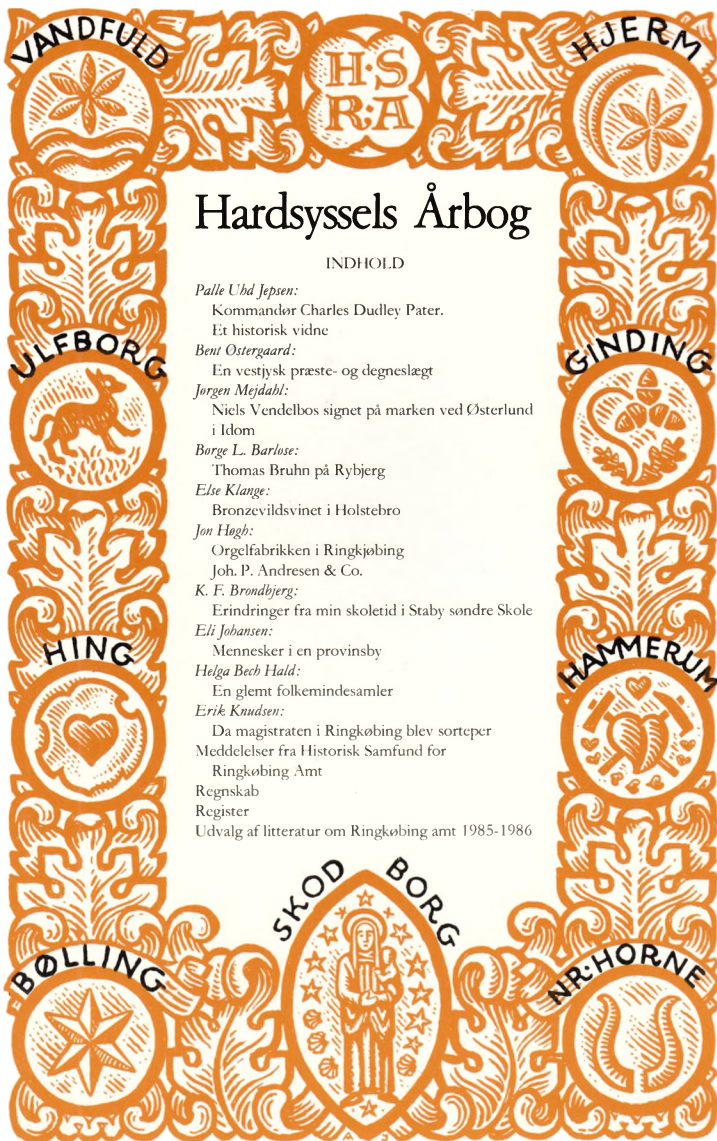 VANDFULD
H·S
R·A
HJERM
Hardsyssels Årbog
INDHOLD
Palle Uhd Jepsen:
Kommandør Charles Dudley Pater.
Et historisk vidne
Bent Østergaard:
En vestjysk præste- og degneslægt
Jørgen Mejdahl:
Niels Vendelbos signet på marken ved Østerlund
i Idom
Børge L. Barløse:
Thomas Bruhn på Rybjerg
Else Klange:
Bronzevildsvinet i Holstebro
Jon Høgh:
Orgelfabrikken i Ringkjøbing
Joh. P. Andresen & Co.
K. F. Brøndbjerg:
Erindringer fra min skoletid i Staby søndre Skole
Eli Johansen:
Mennesker i en provinsby
Helga Bech Hald:
En glemt folkemindesamler
Erik Knudsen:
Da magistraten i Ringkøbing blev sorteper
Meddelelser fra Historisk Samfund for
Ringkøbing Amt
Regnskab
Register
Udvalg af litteratur om Ringkøbing amt 1985-1986
ULFBORG
GINDING
HING
HAMMERUM
SKODBORG
BØLLING
NR·HORNE